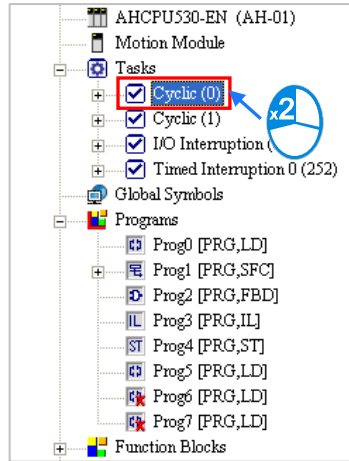 AHCPU530-EN (AH-01)
Motion Module
Tasks
Cyclic (0)
x2
Cyclic (1)
I/O Interruption (
Timed Interruption 0 (252)
Global Symbols
Programs
Prog0 [PRG,LD]
Prog1 [PRG,SFC]
Prog2 [PRG,FBD]
IL Prog3 [PRG,IL]
ST Prog4 [PRG,ST]
Prog5 [PRG,LD]
Prog6 [PRG,LD]
Prog7 [PRG,LD]
Function Blocks